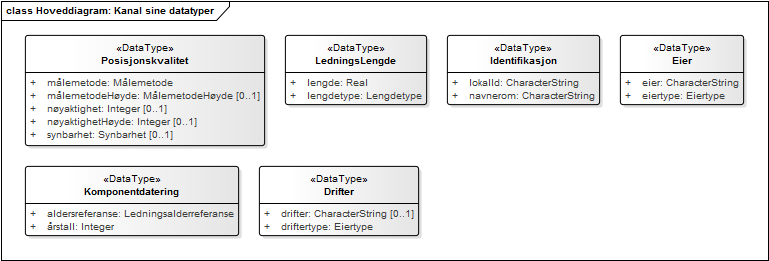 class Hoveddiagram: Kanal sine datatyper
«DataType»
Posisjonskvalitet
+ målemetode: Målemetode
+ målemetodeHøyde: MålemetodeHøyde [0..1]
+ nøyaktighet: Integer [0..1]
+ nøyaktighetHøyde: Integer [0..1]
+ synbarhet: Synbarhet [0..1]
«DataType»
LedningsLengde
+ lengde: Real
+ lengdetype: Lengdetype
«DataType»
Identifikasjon
+ lokalId: CharacterString
+ navnerom: CharacterString
«DataType»
Eier
+ eier: CharacterString
+ eiertype: Eiertype
«DataType»
Komponentdatering
+ aldersreferanse: Ledningsalderreferanse
+ årstall: Integer
«DataType»
Drifter
+ drifter: CharacterString [0..1]
+ driftertype: Eiertype